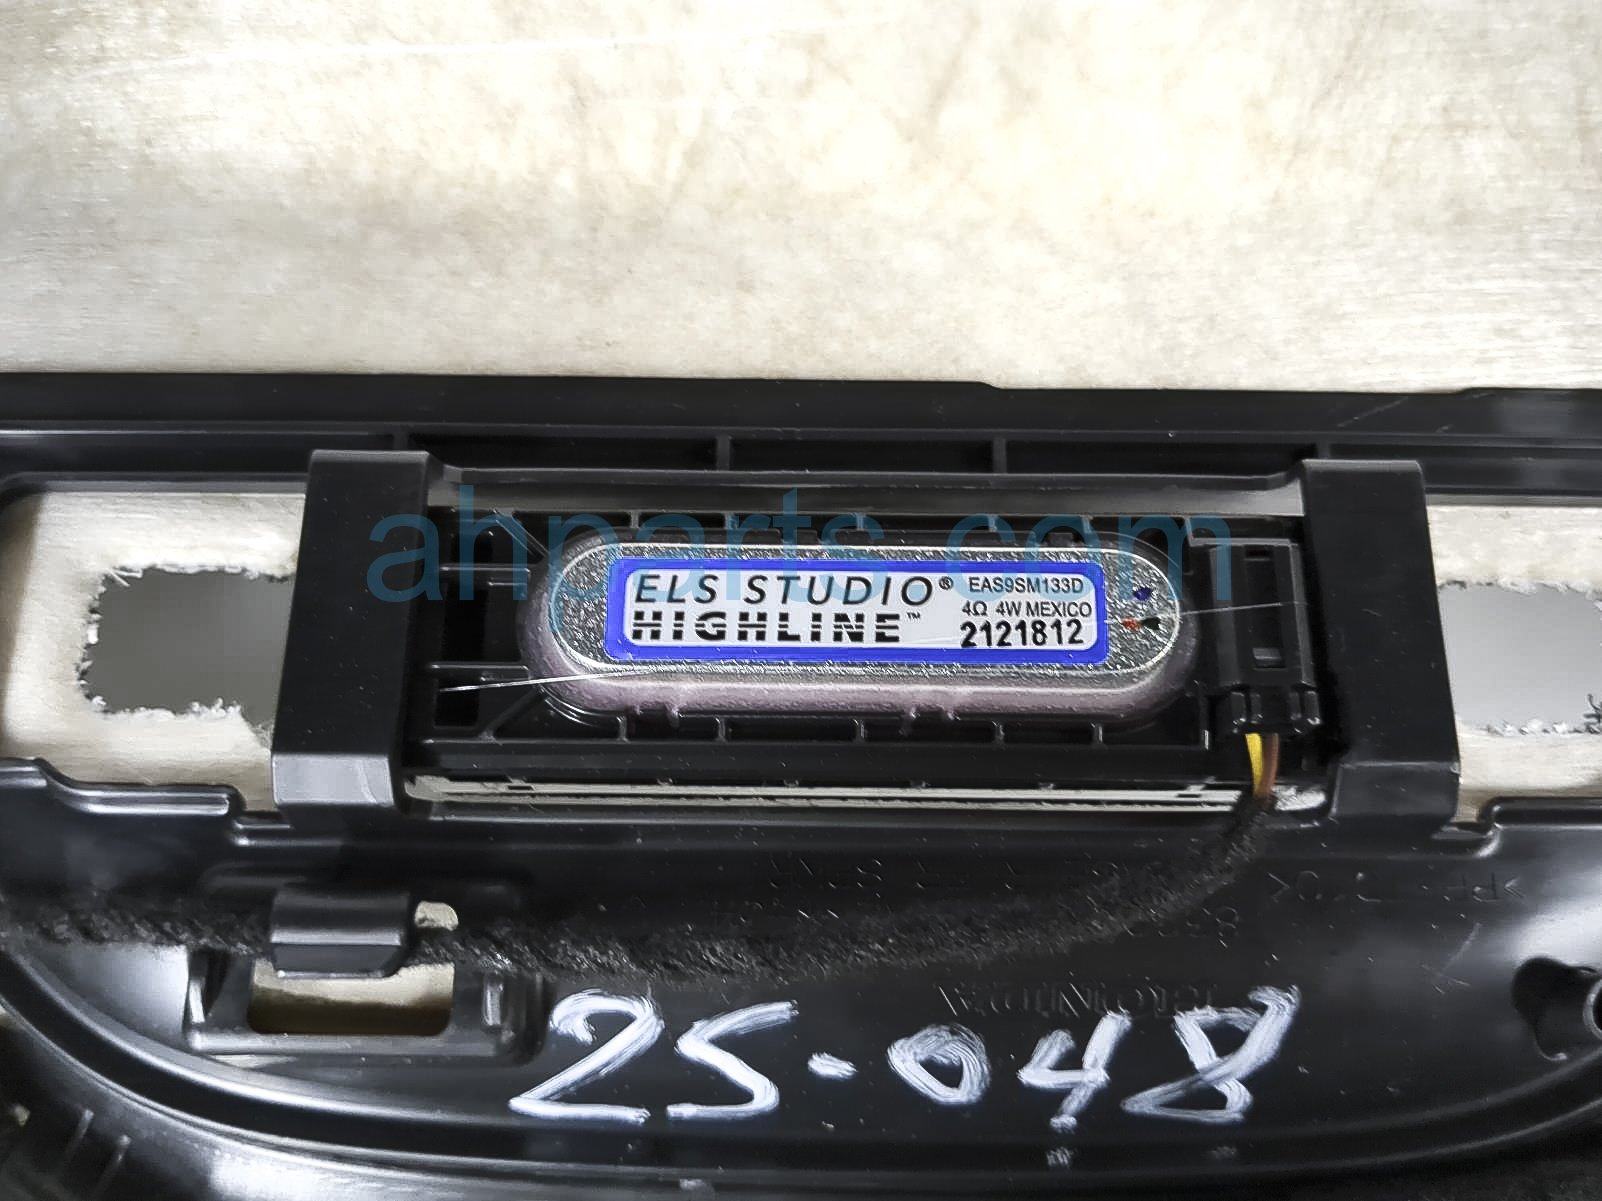 ahparts.com
ELS STUDIO®
HIGHLINE™
EAS9SM133D
4Ω 4W MEXICO
2121812
25-048